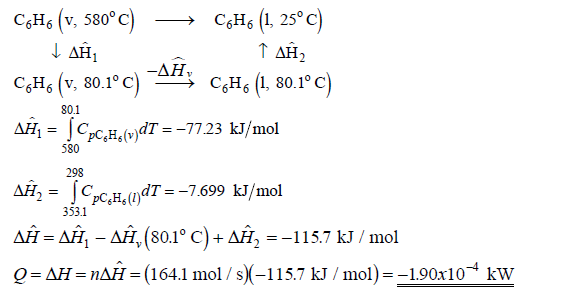 C₆H₆ (v, 580° C) ⟶ C₆H₆ (l, 25° C)
↓ ΔĤ₁ ↑ ΔĤ₂
C₆H₆ (v, 80.1° C) −ΔĤᵥ ⟶ C₆H₆ (l, 80.1° C)
ΔĤ₁ = ∫₅₈₀^80.1 C_pC₆H₆(v) dT = −77.23 kJ/mol
ΔĤ₂ = ∫₃₅₃.₁^298 C_pC₆H₆(l) dT = −7.699 kJ/mol
ΔĤ = ΔĤ₁ − ΔĤᵥ(80.1° C) + ΔĤ₂ = −115.7 kJ / mol
Q = ΔH = nΔĤ = (164.1 mol / s)(−115.7 kJ / mol) = −1.90x10⁻⁴ kW